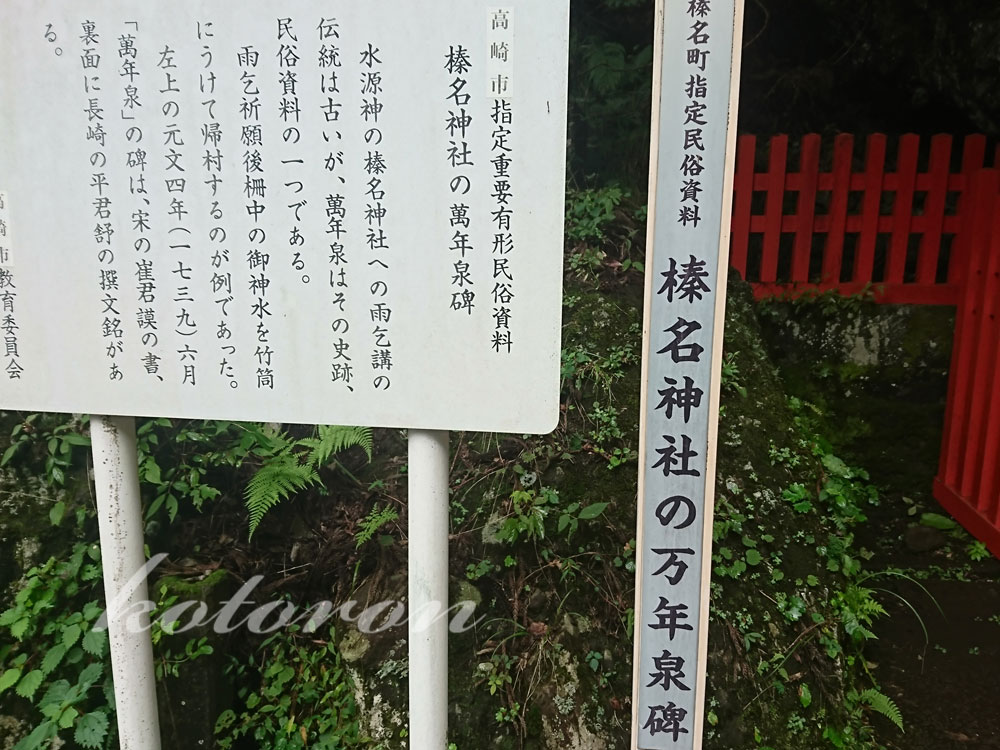 高崎市指定重要有形民俗資料
榛名神社の萬年泉碑
水源神の榛名神社への雨乞講の
伝統は古いが、萬年泉はその史跡、
民俗資料の一つである。
雨乞祈願後柵中の御神水を竹筒
にうけて帰村するのが例であった。
左上の元文四年(一七三九)六月
「萬年泉」の碑は、宋の崔君謨の書、
裏面に長崎の平君舒の撰文銘があ
る。
高崎市教育委員会
榛名町指定民俗資料 榛名神社の万年泉碑
kotoron